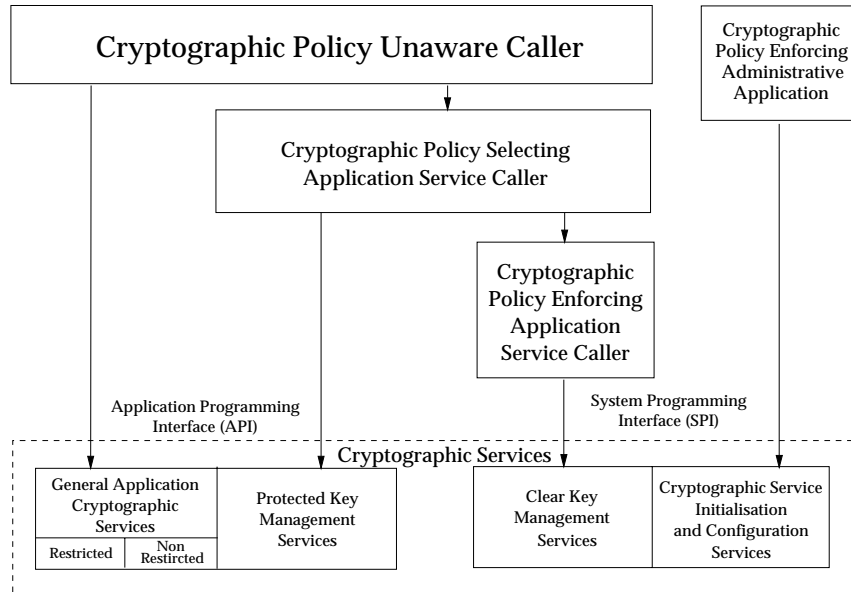 Cryptographic Policy Unaware Caller
Cryptographic
Policy Enforcing
Administrative
Application
Cryptographic Policy Selecting
Application Service Caller
Cryptographic
Policy Enforcing
Application
Service Caller
Application Programming
Interface (API)
System Programming
Interface (SPI)
Cryptographic Services
General Application
Cryptographic
Services
Restricted
Non
Restircted
Protected Key
Management
Services
Clear Key
Management
Services
Cryptographic Service
Initialisation
and Configuration
Services